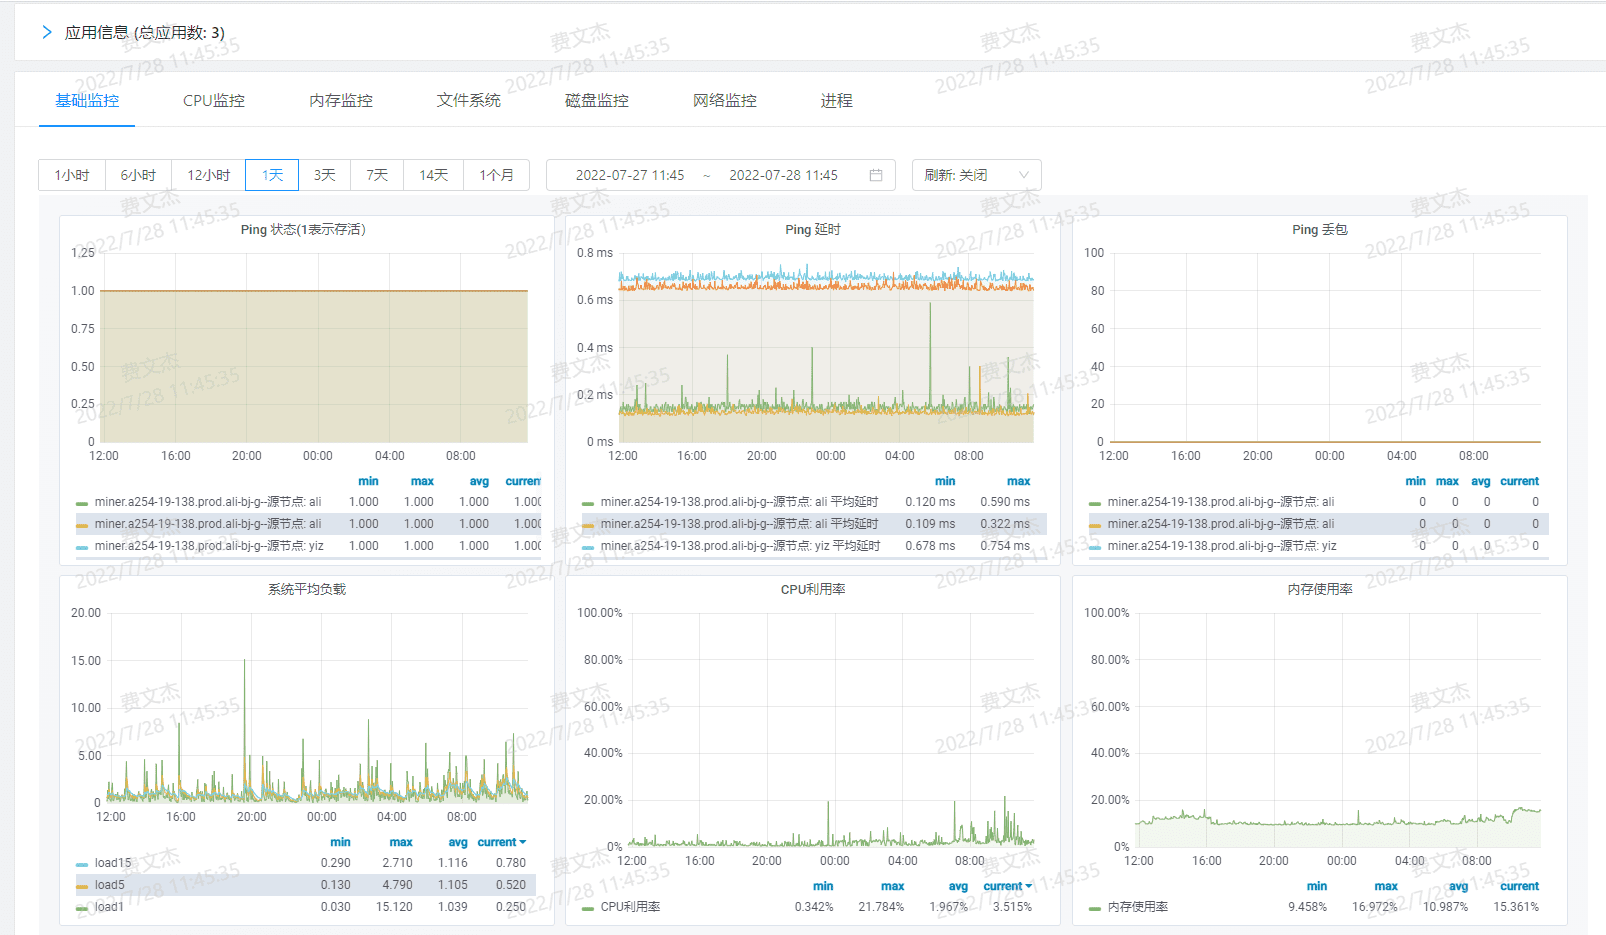 应用信息 (总应用数: 3)
基础监控 CPU监控 内存监控 文件系统 磁盘监控 网络监控 进程
1小时 6小时 12小时 1天 3天 7天 14天 1个月 2022-07-27 11:45 ~ 2022-07-28 11:45 刷新: 关闭
Ping 状态(1表示存活)
1.25
1.00
0.75
0.50
0.25
0
12:00 16:00 20:00 00:00 04:00 08:00
min max avg current
miner.a254-19-138.prod.ali-bj-g--源节点: ali 1.000 1.000 1.000 1.000
miner.a254-19-138.prod.ali-bj-g--源节点: ali 1.000 1.000 1.000 1.000
miner.a254-19-138.prod.ali-bj-g--源节点: yiz 1.000 1.000 1.000 1.000
Ping 延时
0.8 ms
0.6 ms
0.4 ms
0.2 ms
0 ms
12:00 16:00 20:00 00:00 04:00 08:00
min max
miner.a254-19-138.prod.ali-bj-g--源节点: ali 平均延时 0.120 ms 0.590 ms
miner.a254-19-138.prod.ali-bj-g--源节点: ali 平均延时 0.109 ms 0.322 ms
miner.a254-19-138.prod.ali-bj-g--源节点: yiz 平均延时 0.678 ms 0.754 ms
Ping 丢包
100
80
60
40
20
0
12:00 16:00 20:00 00:00 04:00 08:00
min max avg current
miner.a254-19-138.prod.ali-bj-g--源节点: ali 0 0 0 0
miner.a254-19-138.prod.ali-bj-g--源节点: ali 0 0 0 0
miner.a254-19-138.prod.ali-bj-g--源节点: yiz 0 0 0 0
系统平均负载
20.00
15.00
10.00
5.00
0
12:00 16:00 20:00 00:00 04:00 08:00
min max avg current
load15 0.290 2.710 1.116 0.780
load5 0.130 4.790 1.105 0.520
load1 0.030 15.120 1.039 0.250
CPU利用率
100.00%
80.00%
60.00%
40.00%
20.00%
0%
12:00 16:00 20:00 00:00 04:00 08:00
min max avg current
CPU利用率 0.342% 21.784% 1.967% 3.515%
内存使用率
100.00%
80.00%
60.00%
40.00%
20.00%
0%
12:00 16:00 20:00 00:00 04:00 08:00
min max avg current
内存使用率 9.458% 16.972% 10.987% 15.361%
费文杰
2022/7/28 11:45:35